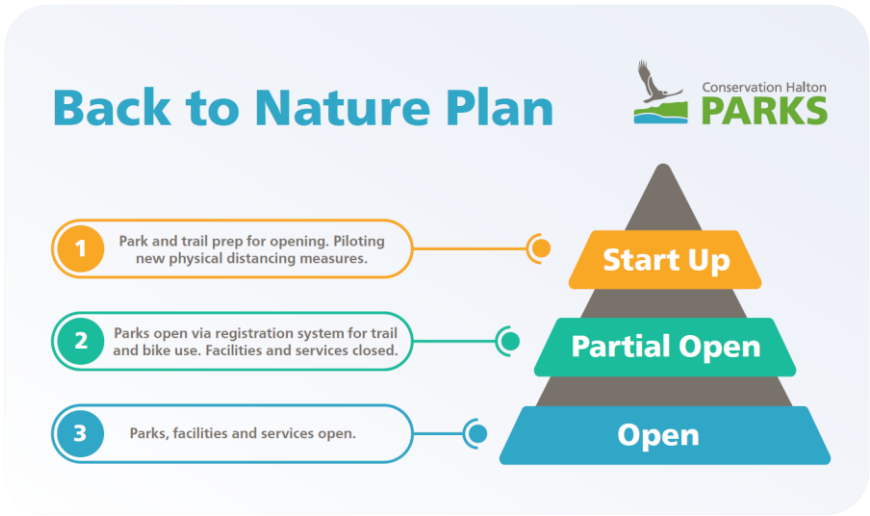 Back to Nature Plan
Conservation Halton
PARKS
1
Park and trail prep for opening. Piloting
new physical distancing measures.
Start Up
2
Parks open via registration system for trail
and bike use. Facilities and services closed.
Partial Open
3
Parks, facilities and services open.
Open